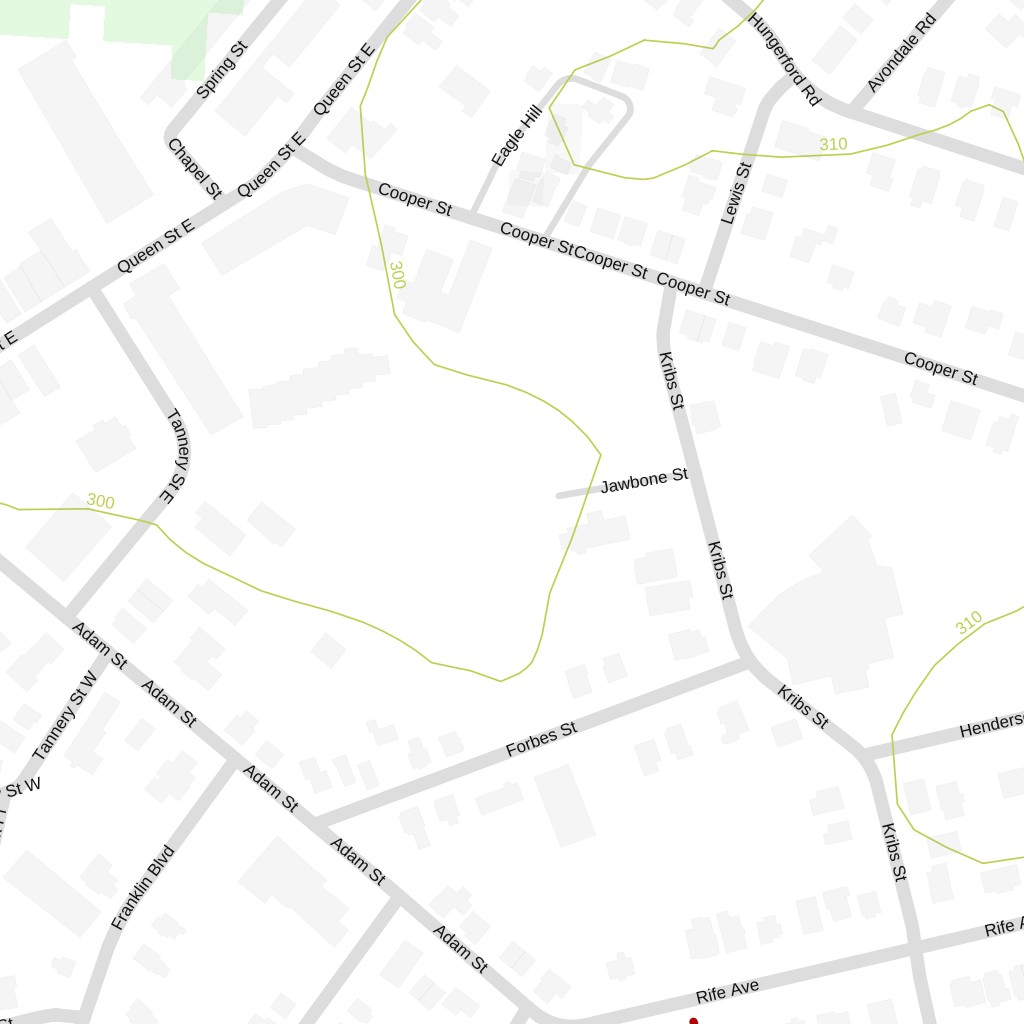 Hungerford Rd
Avondale Rd
Spring St
Queen St E
Eagle Hill
310
Chapel St
Queen St E
Lewis St
Cooper St
Queen St E
Cooper St
Cooper St
300
Cooper St
Cooper St
Kribs St
Tannery St E
Jawbone St
300
Kribs St
310
Adam St
Tannery St W
Adam St
Kribs St
Forbes St
Adam St
St W
Kribs St
Adam St
Franklin Blvd
Adam St
Rife Ave